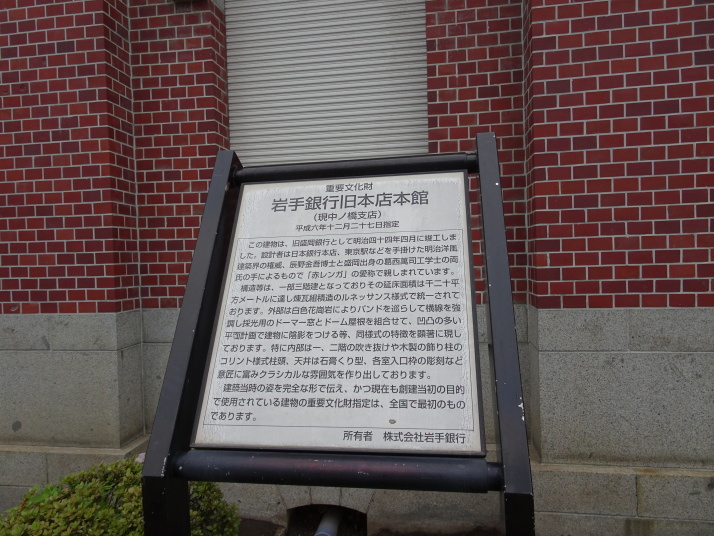 重要文化財
岩手銀行旧本店本館
（現中ノ橋支店）
平成六年十二月二十七日指定
この建物は、旧盛岡銀行として明治四十四年四月に竣工しま
した。設計者は日本銀行本店、東京駅などを手掛けた明治洋風
建築界の権威、辰野金吾博士と盛岡出身の葛西萬司工学士の両
氏の手によるもので「赤レンガ」の愛称で親しまれています。
構造等は、一部三階建となっておりその延床面積は千二十平
方メートルに達し煉瓦組積造のルネッサンス様式で統一されて
おります。外部は白色花崗岩によりバンドを巡らして横線を強
調し採光用のドーマー窓とドーム屋根を組合せて、凹凸の多い
平面計画で建物に陰影をつける等、同様式の特徴を顕著に現し
ております。特に内部は一、二階の吹き抜けや木製の飾り柱の
コリント様式柱頭、天井は石膏くり型、各室入口枠の彫刻など
意匠に富みクラシカルな雰囲気を作り出しております。
建築当時の姿を完全な形で伝え、かつ現在も創建当初の目的
で使用されている建物の重要文化財指定は、全国で最初のもの
であります。
所有者　株式会社岩手銀行